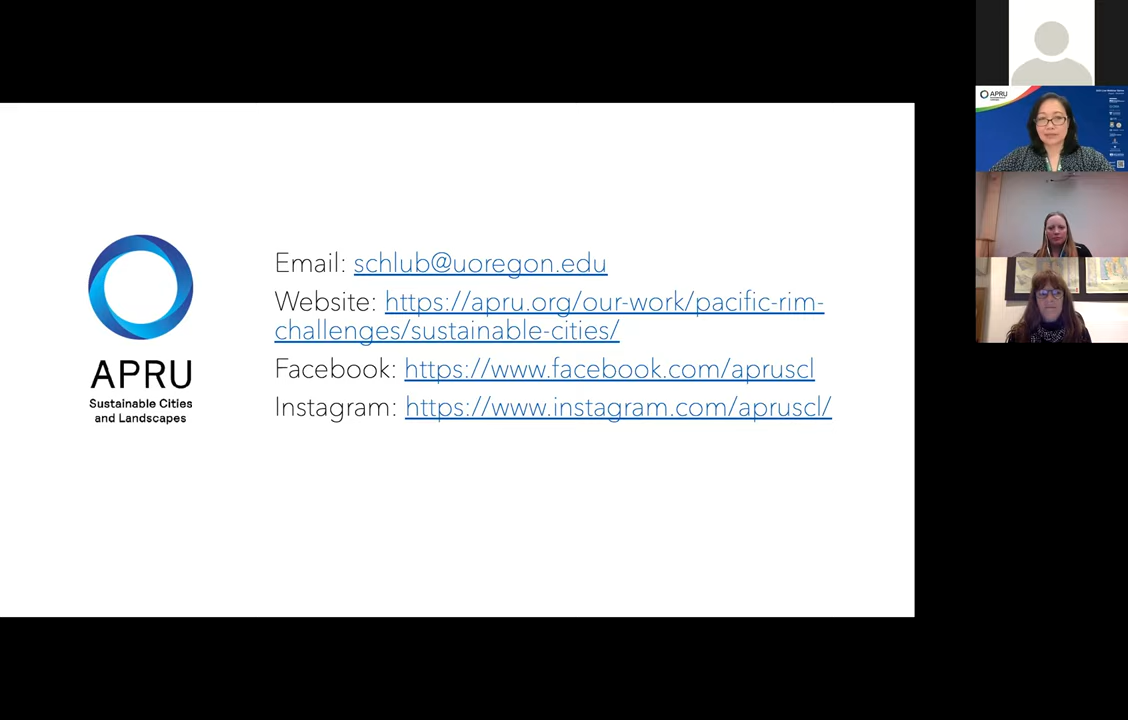 APRU
Email: schlub@uoregon.edu
Website: https://apru.org/our-work/pacific-rim-
challenges/sustainable-cities/
Facebook: https://www.facebook.com/apruscl
Instagram: https://www.instagram.com/apruscl/
APRU
Sustainable Cities
and Landscapes